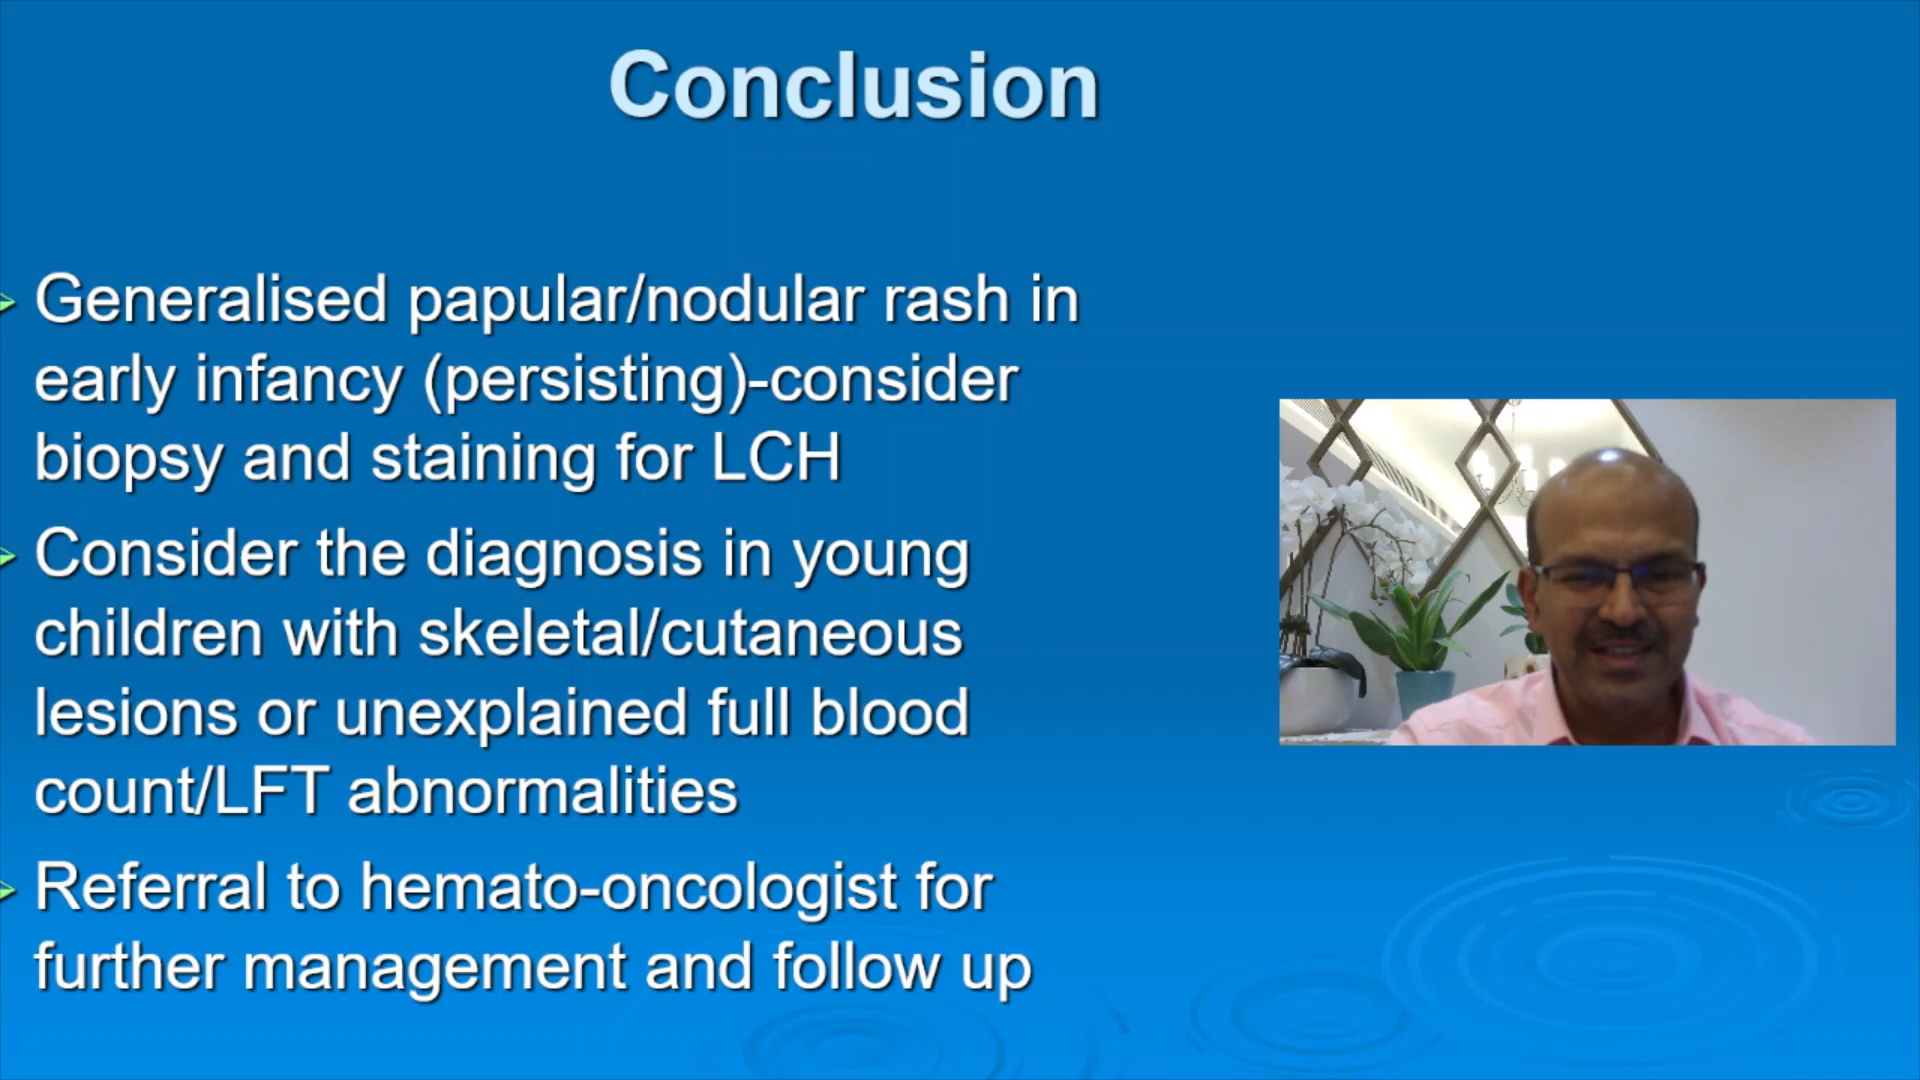 Conclusion
Generalised papular/nodular rash in
early infancy (persisting)-consider
biopsy and staining for LCH
Consider the diagnosis in young
children with skeletal/cutaneous
lesions or unexplained full blood
count/LFT abnormalities
Referral to hemato-oncologist for
further management and follow up